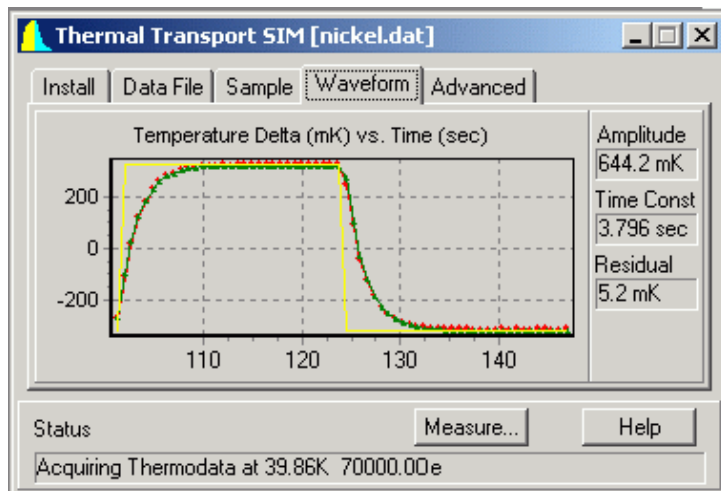 Thermal Transport SIM [nickel.dat]
Install Data File Sample Waveform Advanced
Temperature Delta (mK) vs. Time (sec)
200
0
-200
110 120 130 140
Amplitude
644.2 mK
Time Const
3.796 sec
Residual
5.2 mK
Status
Measure...
Help
Acquiring Thermodata at 39.86K 70000.0Oe